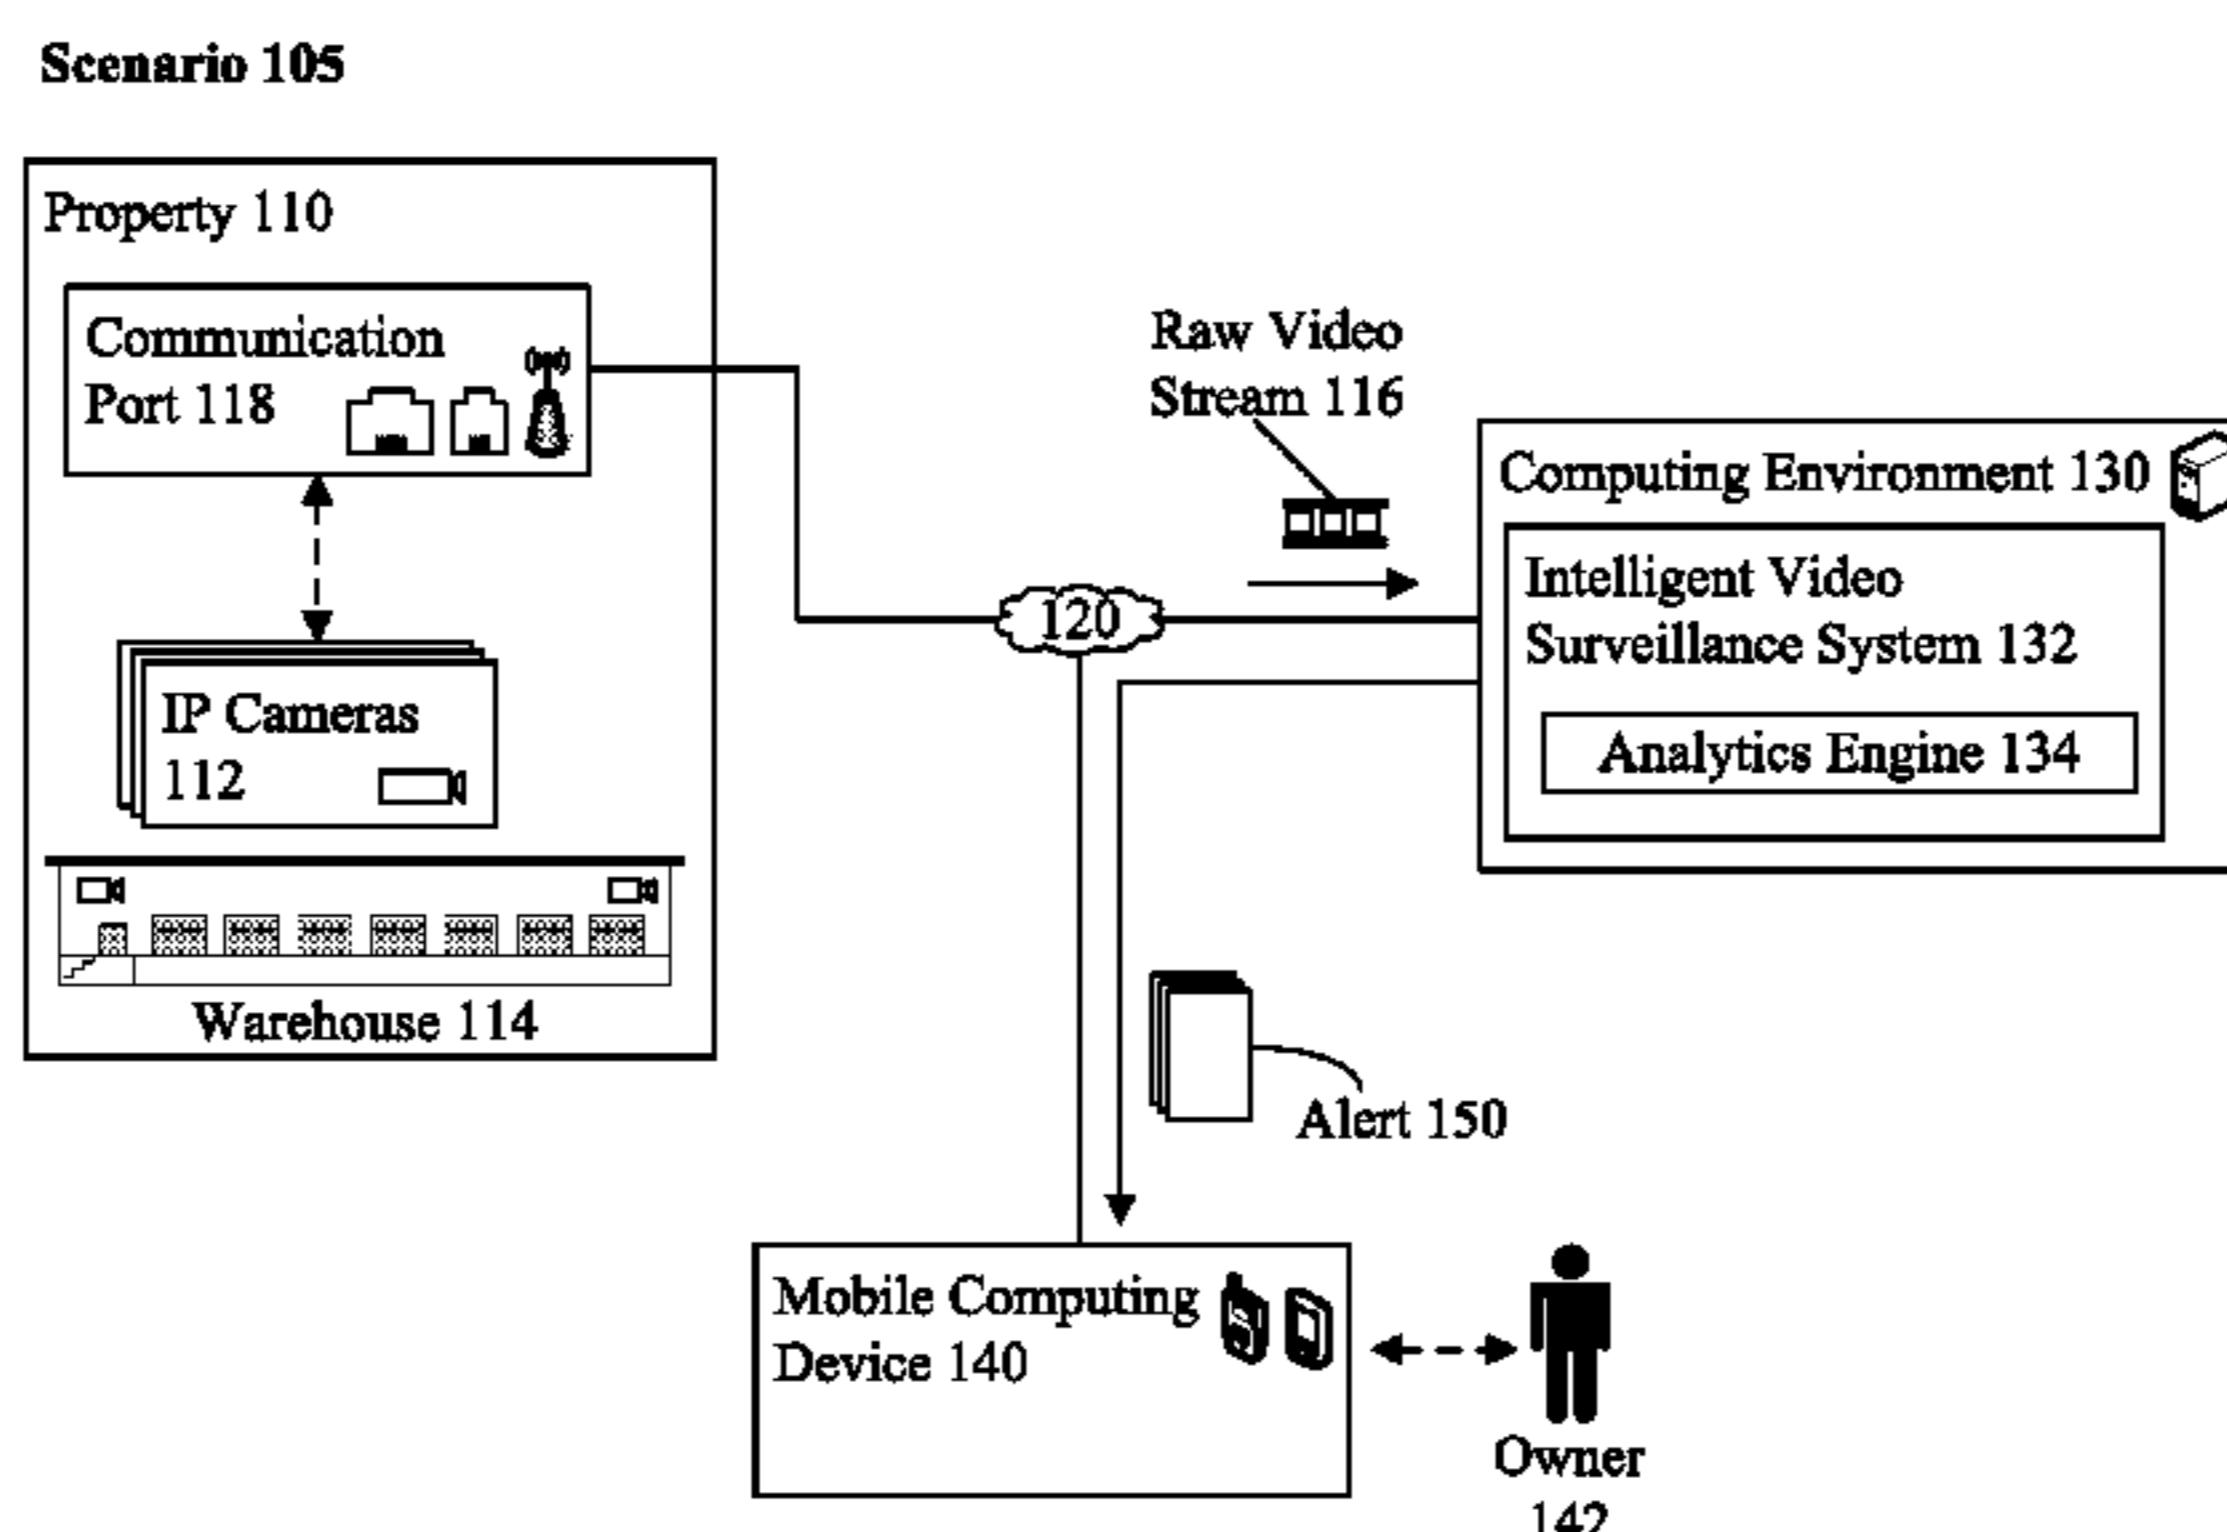 Scenario 105
Property 110
Communication
Port 118
IP Cameras
112
Warehouse 114
Raw Video
Stream 116
120
Computing Environment 130
Intelligent Video
Surveillance System 132
Analytics Engine 134
Alert 150
Mobile Computing
Device 140
Owner
142